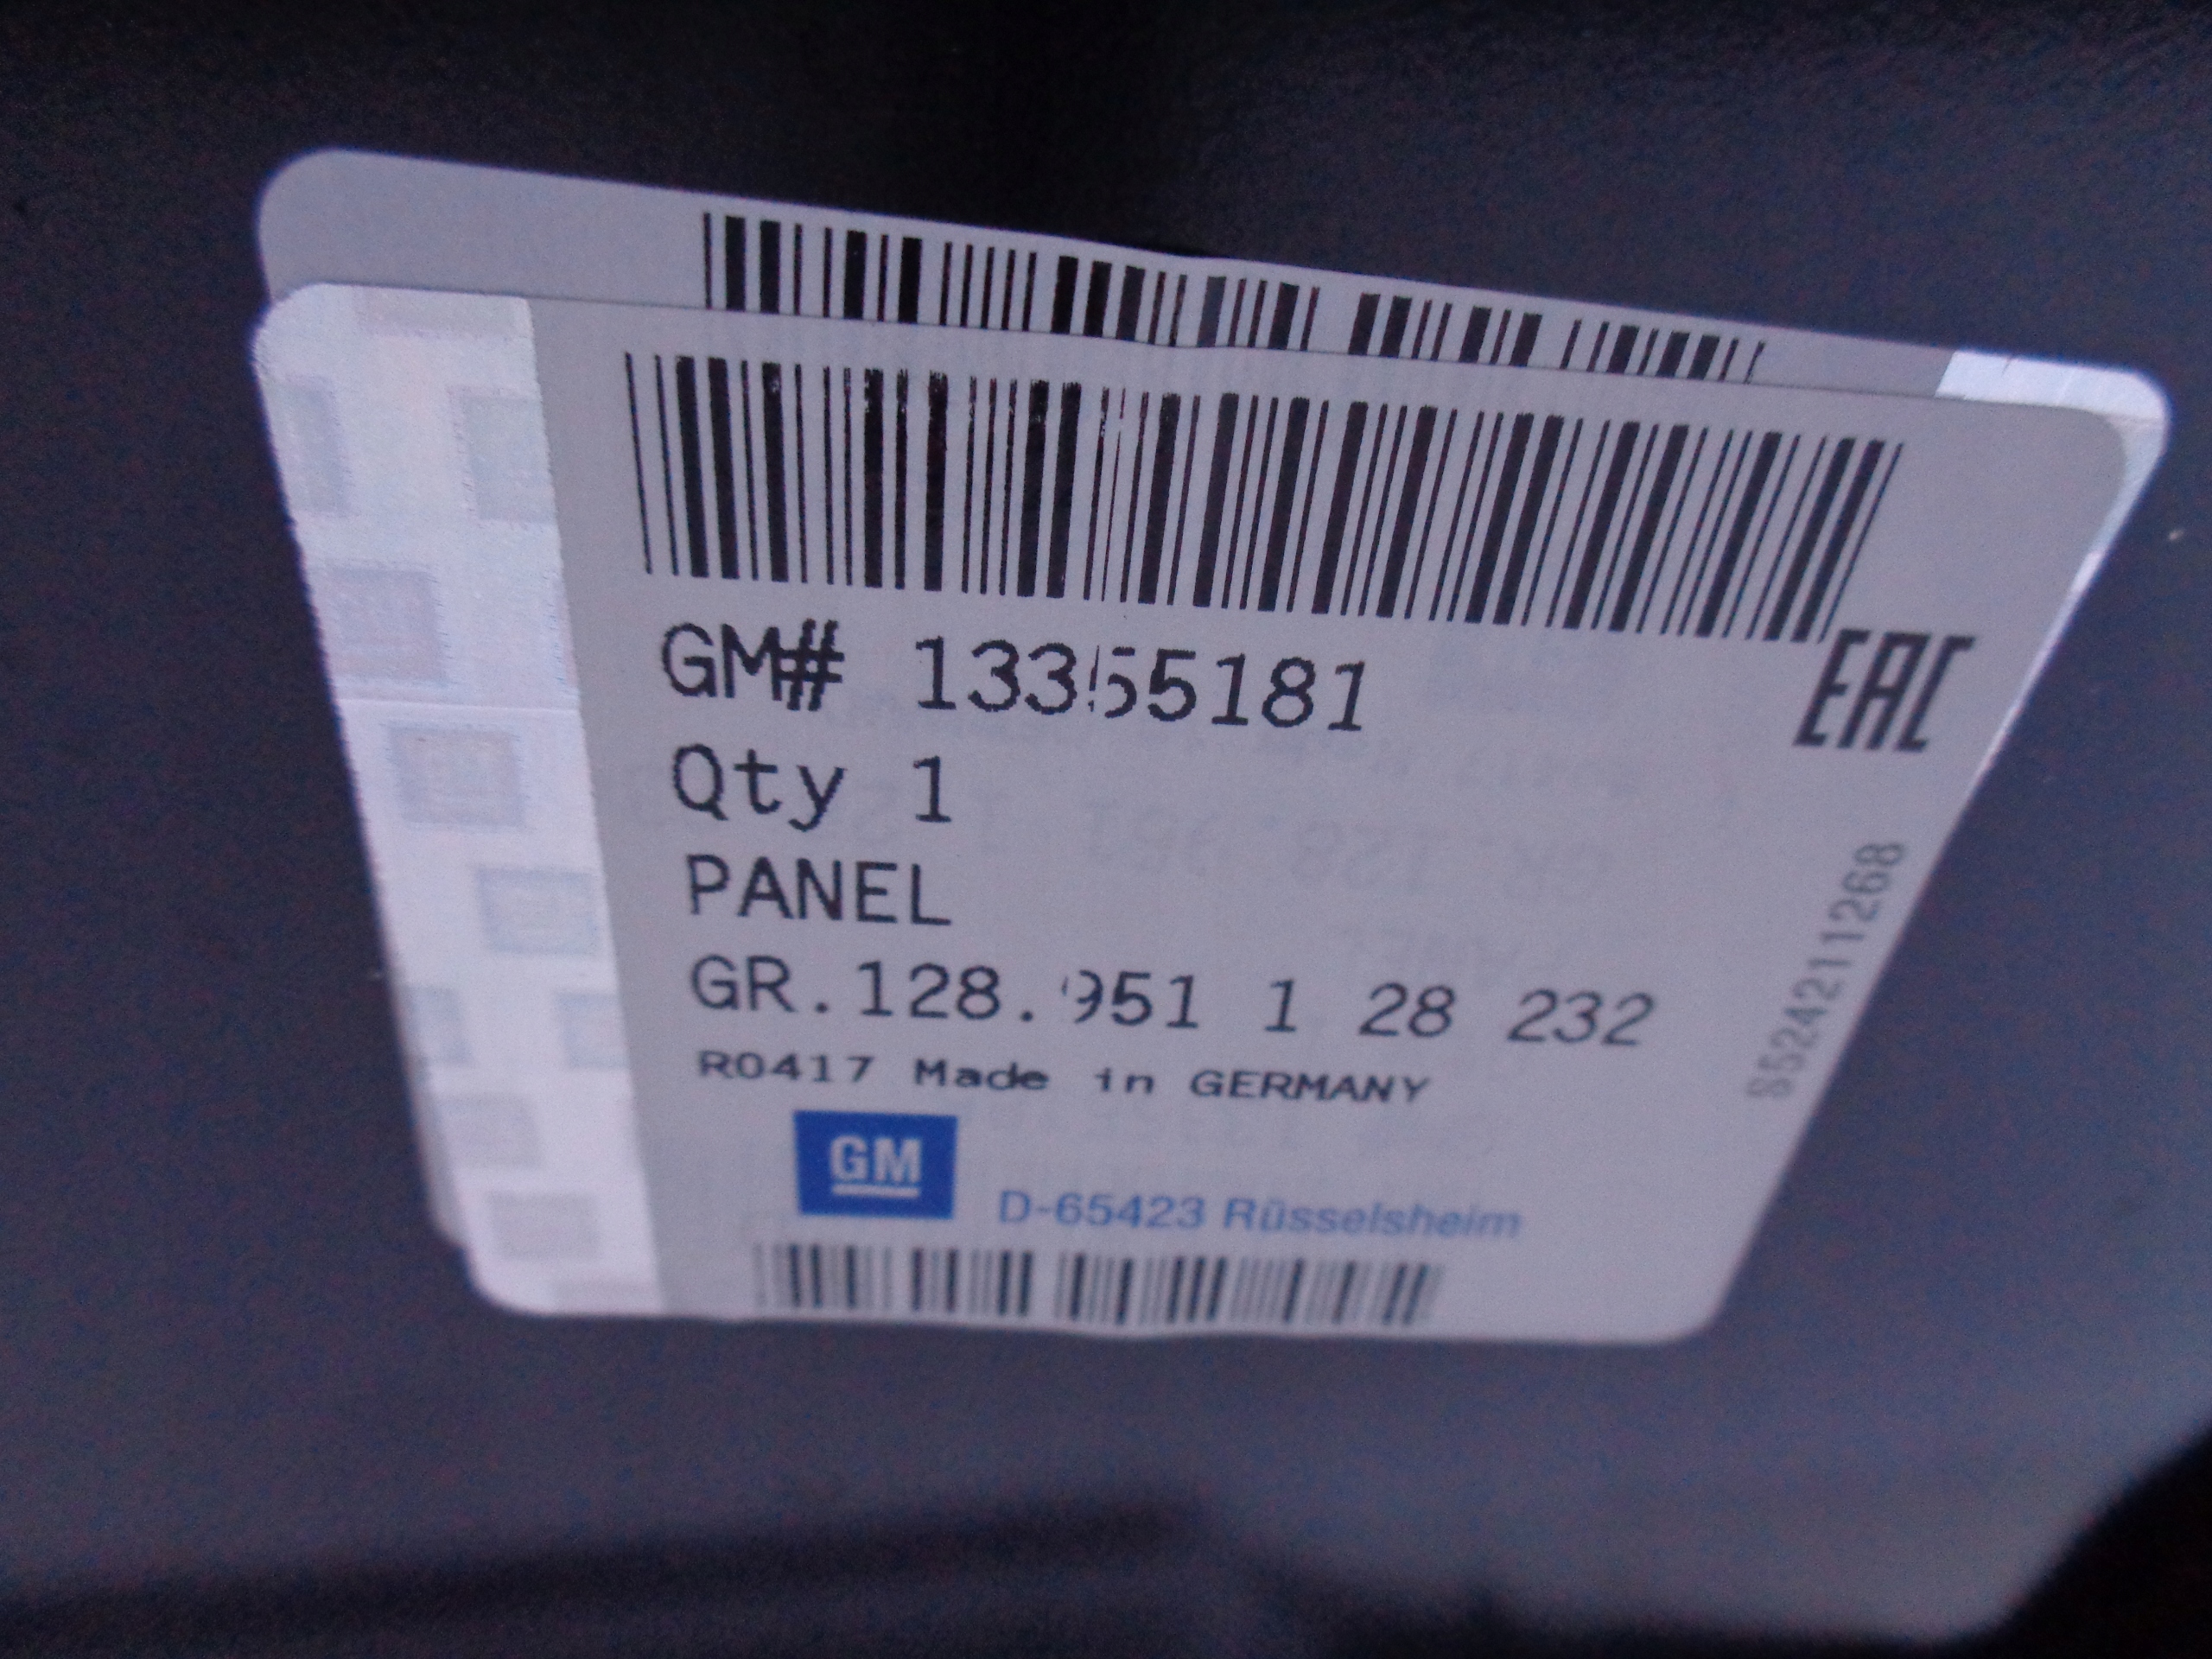 GM# 13355181
EAC
Qty 1
PANEL
GR.128.951 1 28 232
R0417 Made in GERMANY
GM
D-65423 Rüsselsheim
S524211268